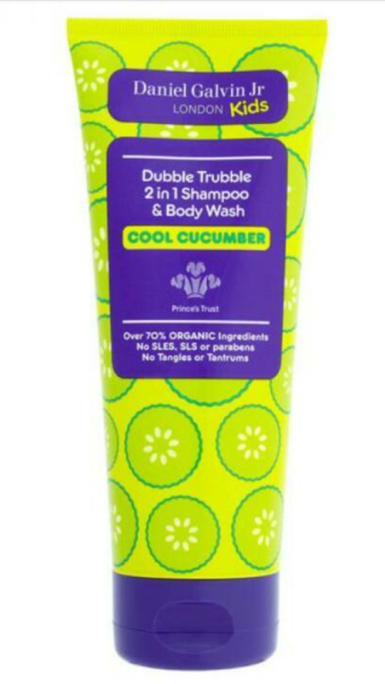 Daniel Galvin Jr
LONDON Kids
Dubble Trubble
2 in 1 Shampoo
& Body Wash
COOL CUCUMBER
Prince's Trust
Over 70% ORGANIC Ingredients
No SLES, SLS or parabens
No Tangles or Tantrums